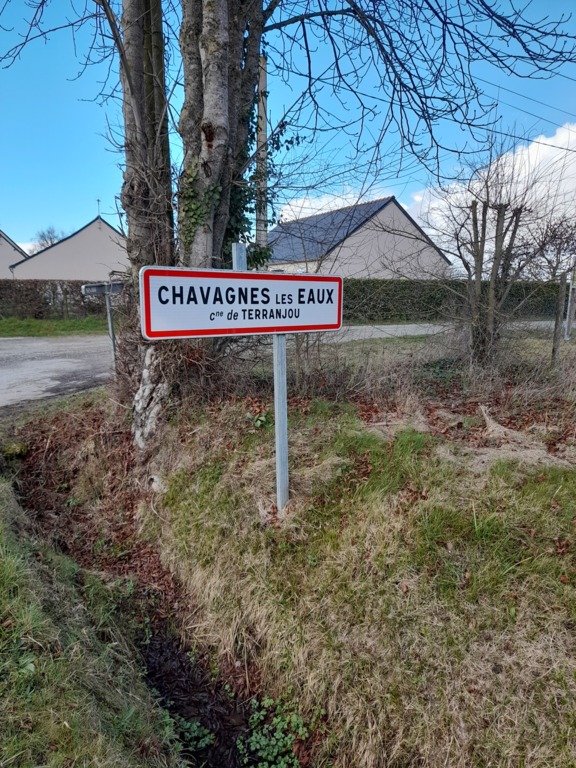 CHAVAGNES LES EAUX
cne de TERRANJOU